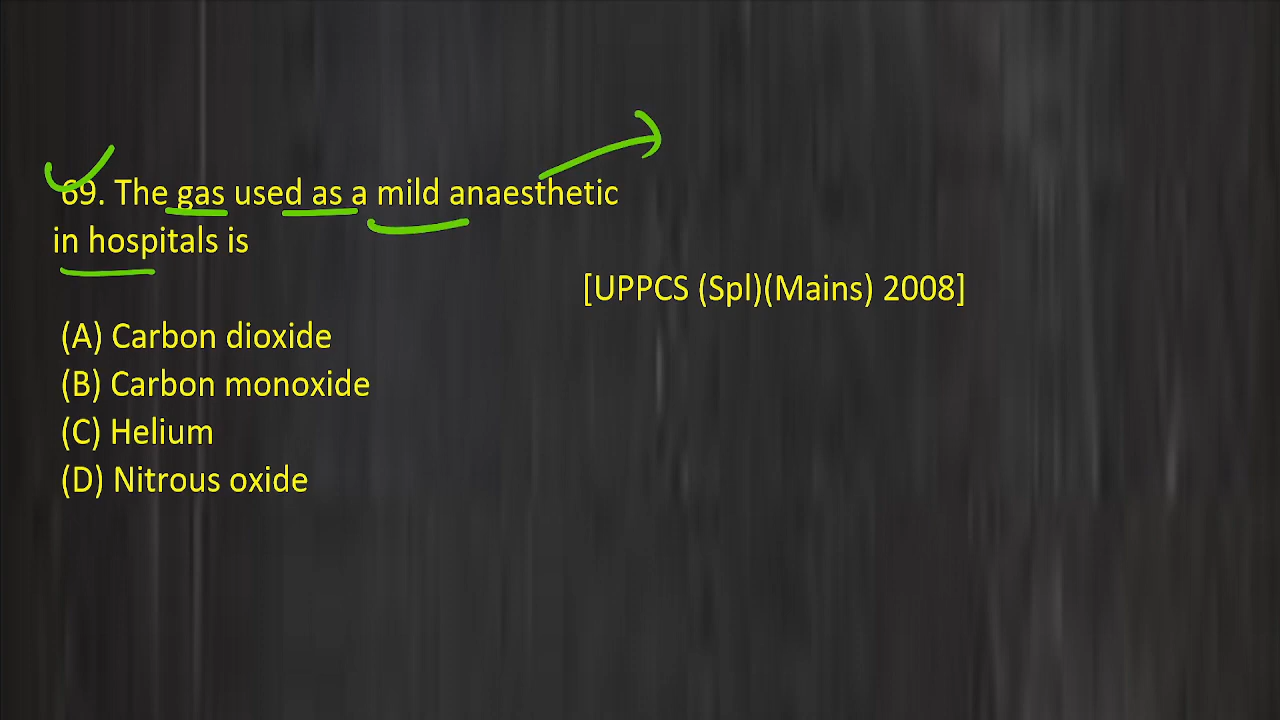 69. The gas used as a mild anaesthetic
in hospitals is
[UPPCS (Spl)(Mains) 2008]
(A) Carbon dioxide
(B) Carbon monoxide
(C) Helium
(D) Nitrous oxide